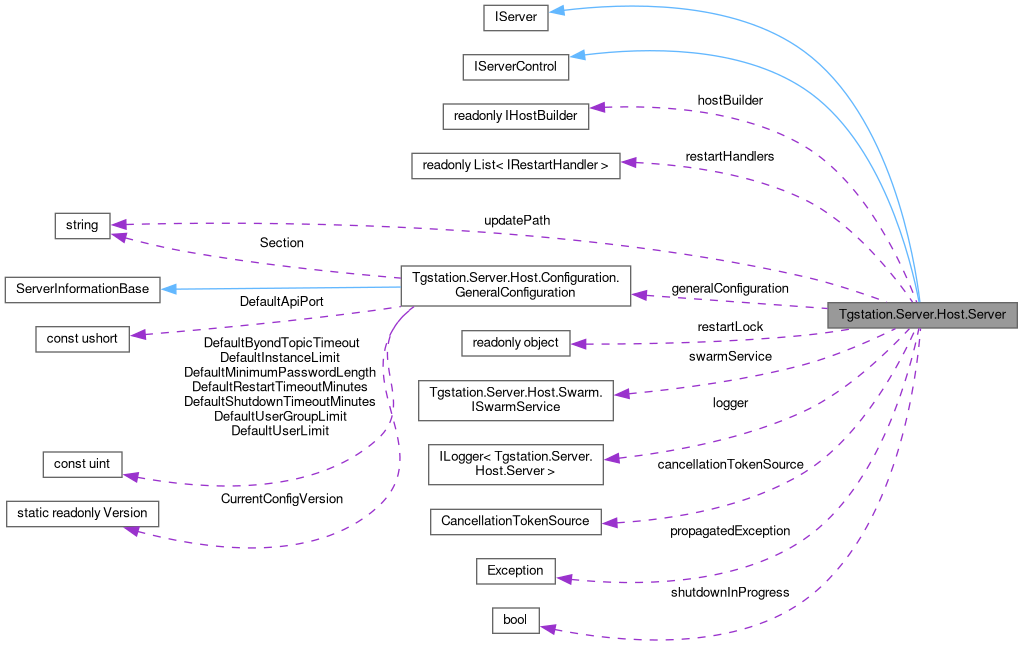 IServer
IServerControl
hostBuilder
readonly IHostBuilder
restartHandlers
readonly List< IRestartHandler >
updatePath
string
Section
Tgstation.Server.Host.Configuration.
GeneralConfiguration
ServerInformationBase
generalConfiguration
DefaultApiPort
Tgstation.Server.Host.Server
restartLock
const ushort
readonly object
DefaultByondTopicTimeout
DefaultInstanceLimit
DefaultMinimumPasswordLength
DefaultRestartTimeoutMinutes
DefaultShutdownTimeoutMinutes
DefaultUserGroupLimit
DefaultUserLimit
swarmService
Tgstation.Server.Host.Swarm.
ISwarmService
logger
ILogger< Tgstation.Server.
Host.Server >
const uint
cancellationTokenSource
CurrentConfigVersion
static readonly Version
CancellationTokenSource
propagatedException
Exception
shutdownInProgress
bool